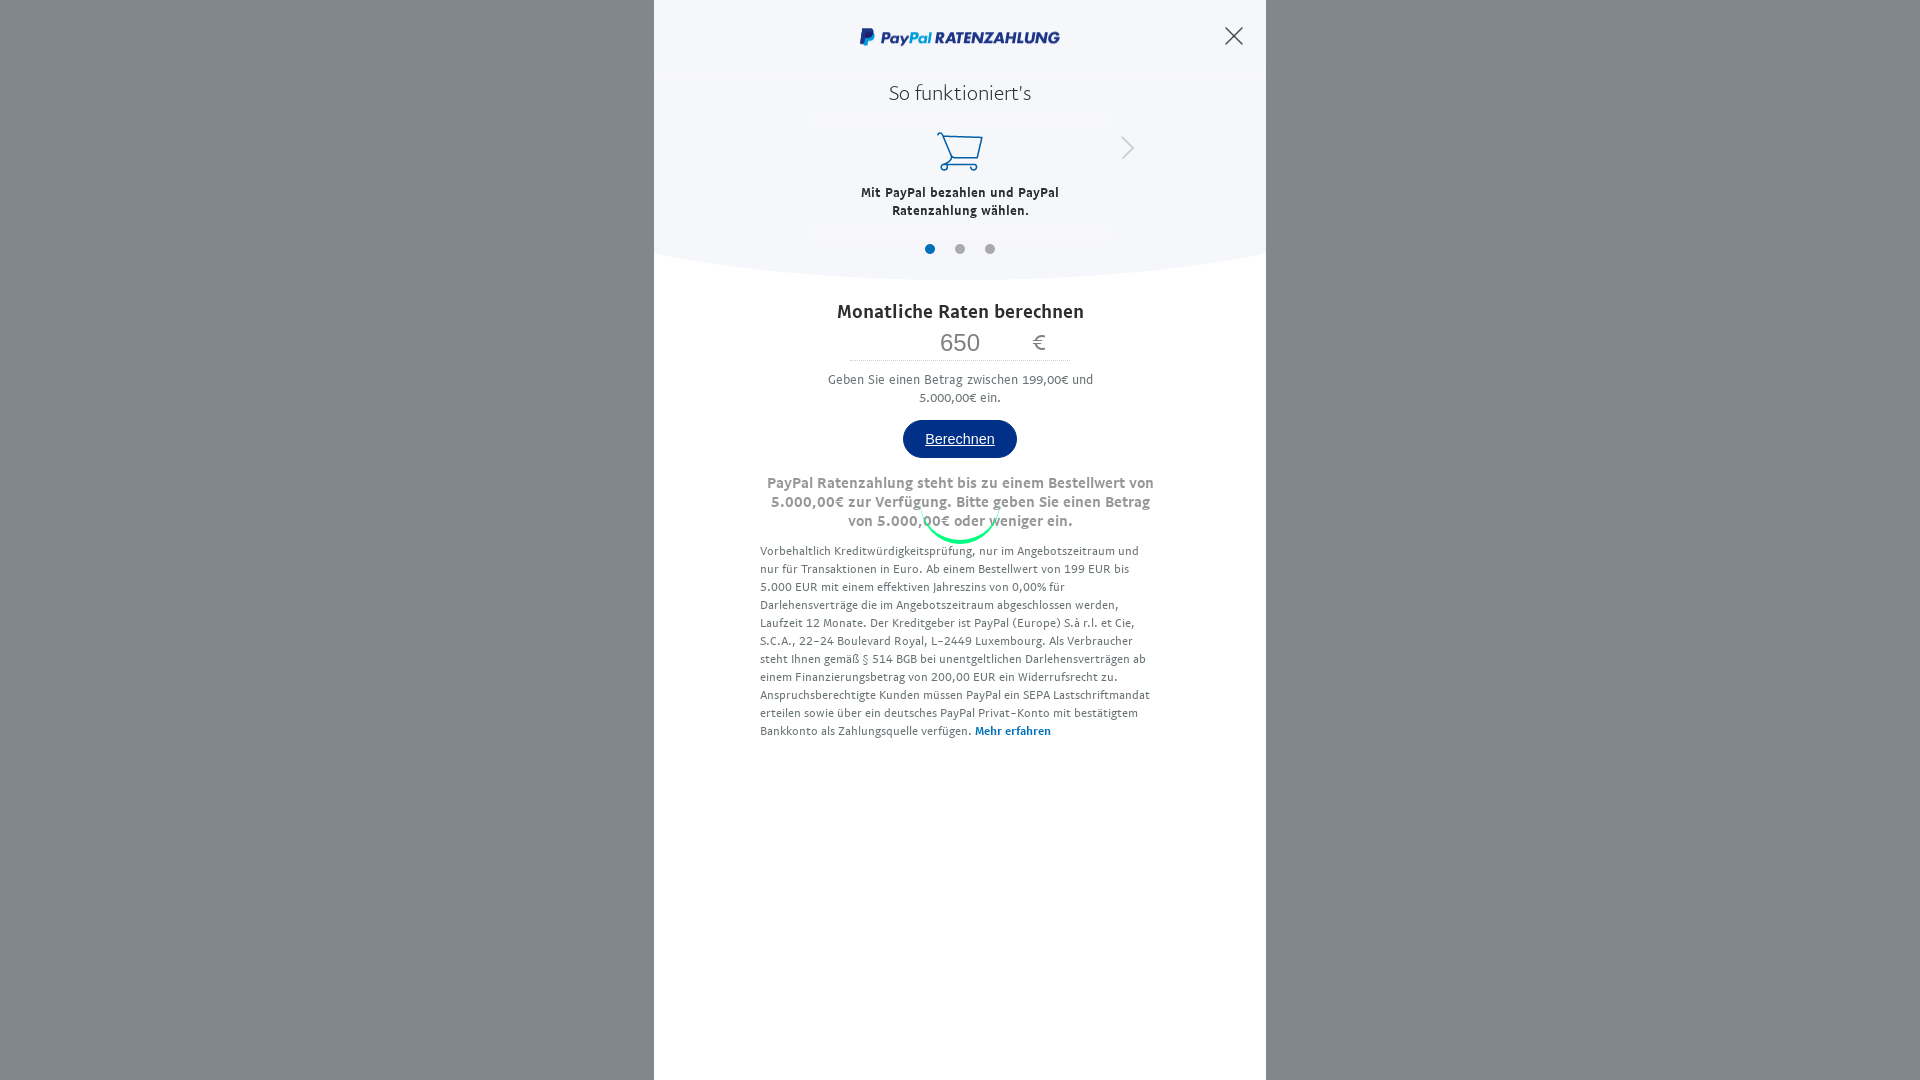 PayPal RATENZAHLUNG
So funktioniert's
Mit PayPal bezahlen und PayPal
Ratenzahlung wählen.
Monatliche Raten berechnen
650 €
Geben Sie einen Betrag zwischen 199,00€ und
5.000,00€ ein.
Berechnen
PayPal Ratenzahlung steht bis zu einem Bestellwert von
5.000,00€ zur Verfügung. Bitte geben Sie einen Betrag
von 5.000,00€ oder weniger ein.
Vorbehaltlich Kreditwürdigkeitsprüfung, nur im Angebotszeitraum und
nur für Transaktionen in Euro. Ab einem Bestellwert von 199 EUR bis
5.000 EUR mit einem effektiven Jahreszins von 0,00% für
Darlehensverträge die im Angebotszeitraum abgeschlossen werden,
Laufzeit 12 Monate. Der Kreditgeber ist PayPal (Europe) S.à r.l. et Cie,
S.C.A., 22-24 Boulevard Royal, L-2449 Luxembourg. Als Verbraucher
steht Ihnen gemäß § 514 BGB bei unentgeltlichen Darlehensverträgen ab
einem Finanzierungsbetrag von 200,00 EUR ein Widerrufsrecht zu.
Anspruchsberechtigte Kunden müssen PayPal ein SEPA Lastschriftmandat
erteilen sowie über ein deutsches PayPal Privat-Konto mit bestätigtem
Bankkonto als Zahlungsquelle verfügen. Mehr erfahren